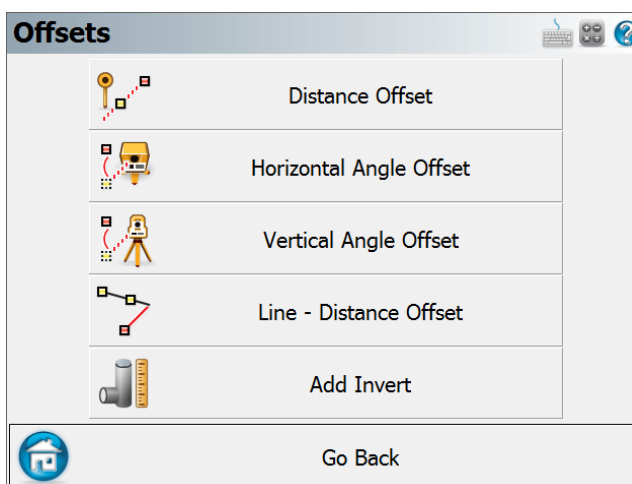 Offsets
Distance Offset
Horizontal Angle Offset
Vertical Angle Offset
Line - Distance Offset
Add Invert
Go Back